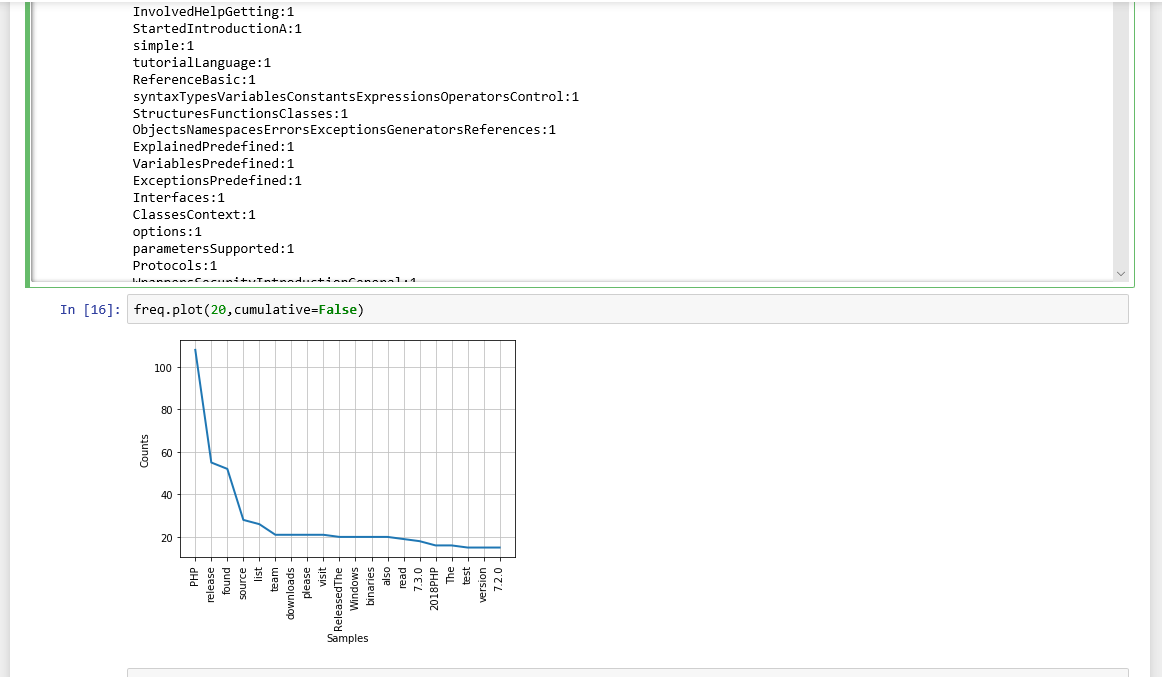 InvolvedHelpGetting:1
StartedIntroductionA:1
simple:1
tutorialLanguage:1
ReferenceBasic:1
syntaxTypesVariablesConstantsExpressionsOperatorsControl:1
StructuresFunctionsClasses:1
ObjectsNamespacesErrorsExceptionsGeneratorsReferences:1
ExplainedPredefined:1
VariablesPredefined:1
ExceptionsPredefined:1
Interfaces:1
ClassesContext:1
options:1
parametersSupported:1
Protocols:1
WrappersSecurityIntroductionGeneral:1
In [16]: freq.plot(20,cumulative=False)
100
80
60
40
20
Counts
PHP
release
found
source
list
team
downloads
please
visit
ReleasedThe
Windows
binaries
also
read
7.3.0
2018PHP
The
test
version
7.2.0
Samples